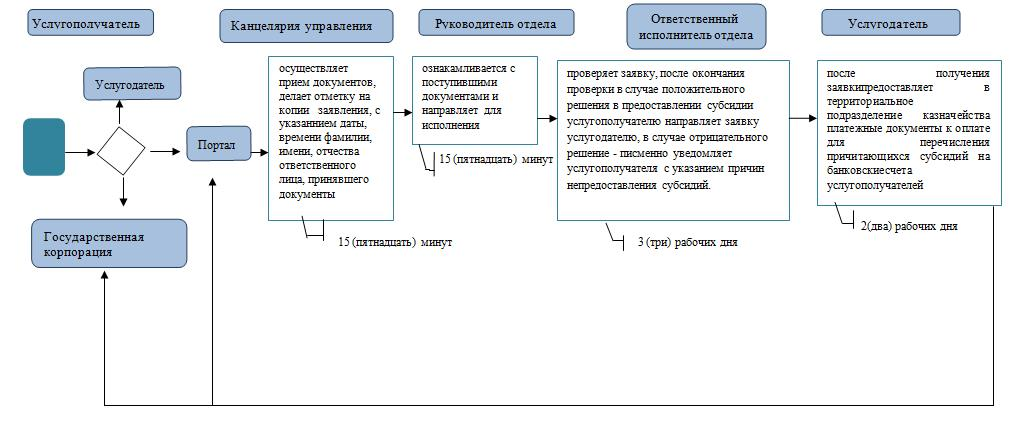 Услугополучатель
Канцелярия управления
Руководитель отдела
Ответственный
исполнитель отдела
Услугодатель
Услугодатель
Портал
Государственная
корпорация
осуществляет
прием документов,
делает отметку на
копии заявления, с
указанием даты,
времени фамилии,
имени, отчества
ответственного
лица, принявшего
документы
15 (пятнадцать) минут
ознакамливается с
поступившими
документами и
направляет для
исполнения
15 (пятнадцать) минут
проверяет заявку, после окончания
проверки в случае положительного
решения в предоставлении субсидии
услугополучателю направляет заявку
услугодателю, в случае отрицательного
решение - писменно уведомляет
услугополучателя с указанием причин
непредоставления субсидий.
3 (три) рабочих дня
после получения
заявкипредоставляет в
территориальное
подразделение казначейства
платежные документы к оплате
для перечисления
причитающихся субсидий на
банковскиесчета
услугополучателей
2(два) рабочих дня